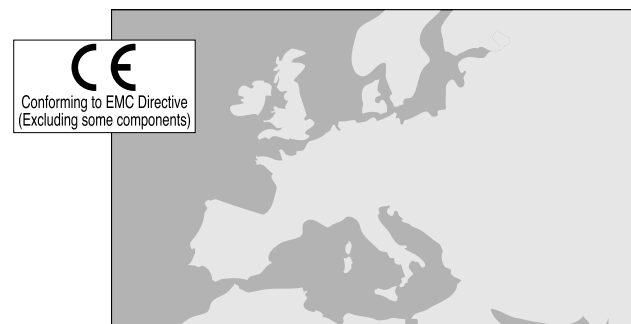 CE
Conforming to EMC Directive
(Excluding some components)